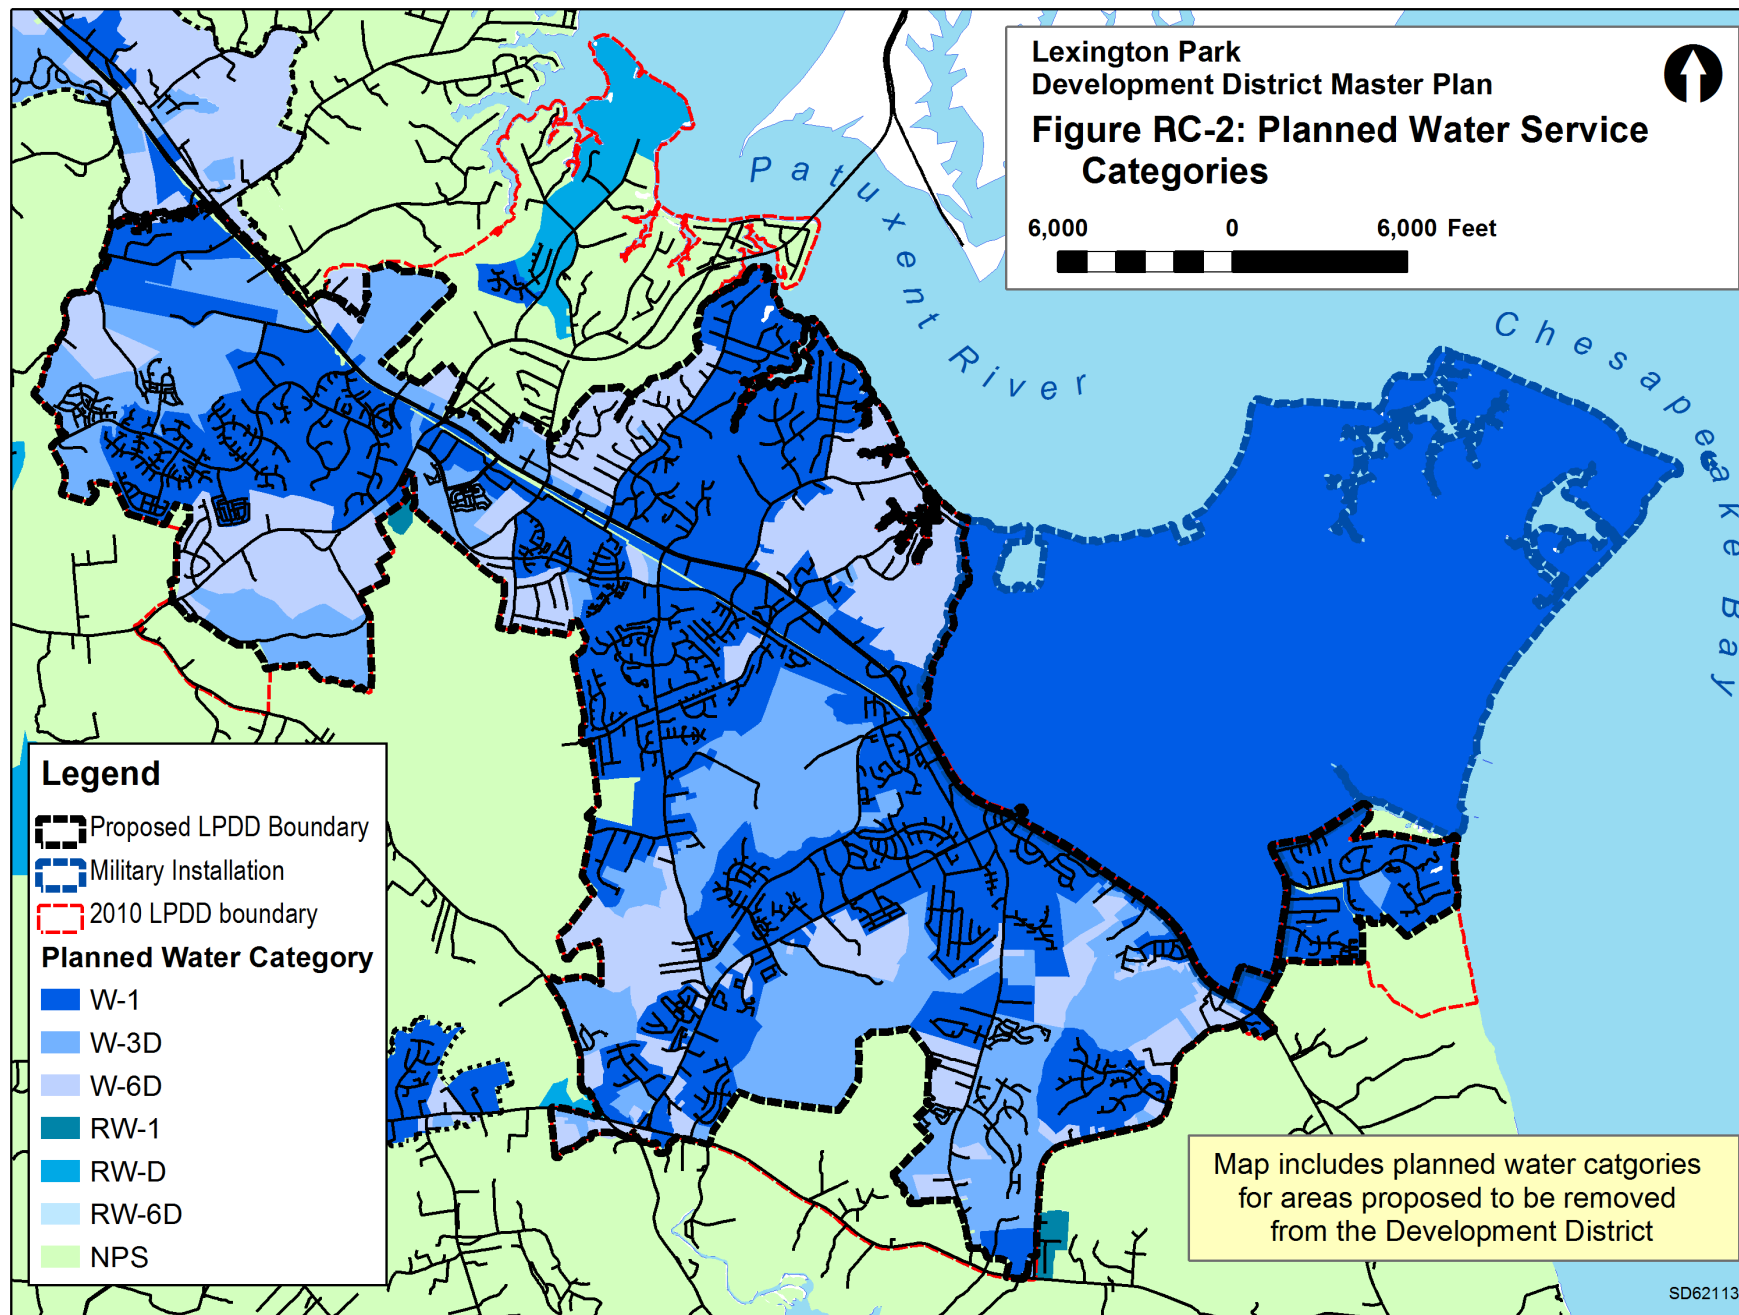 Lexington Park
Development District Master Plan
Figure RC-2: Planned Water Service
Categories
6,000 0 6,000 Feet
Patuxent River
Chesapeake Bay
Legend
Proposed LPDD Boundary
Military Installation
2010 LPDD boundary
Planned Water Category
W-1
W-3D
W-6D
RW-1
RW-D
RW-6D
NPS
Map includes planned water catgories
for areas proposed to be removed
from the Development District
SD62113